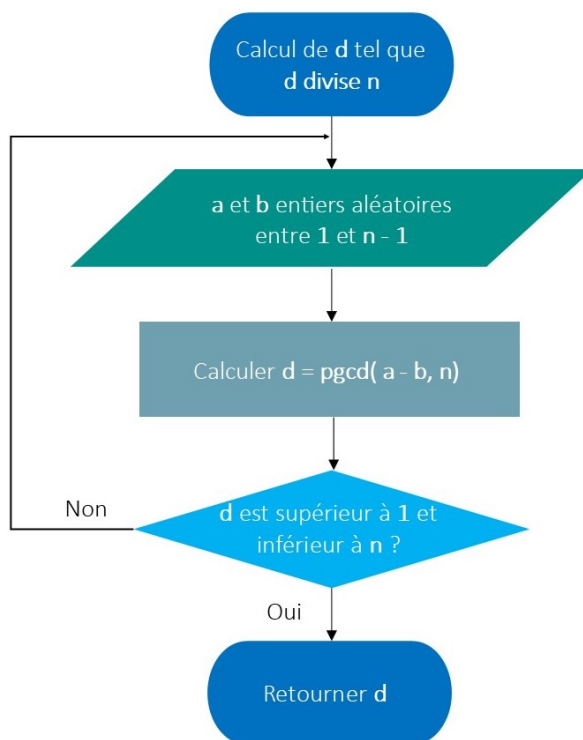 Calcul de d tel que
d divise n
a et b entiers aléatoires
entre 1 et n - 1
Calculer d = pgcd( a - b, n)
Non
d est supérieur à 1 et
inférieur à n ?
Oui
Retourner d